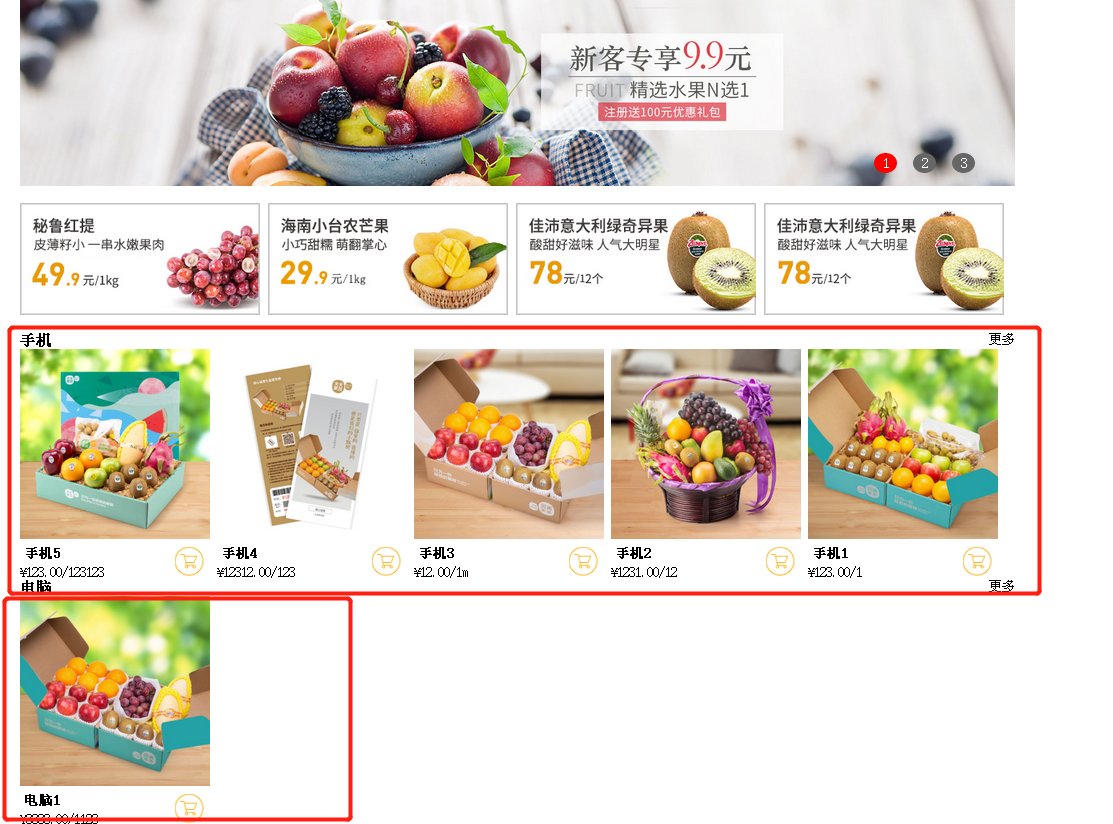 新客专享9.9元
FRUIT 精选水果N选1
注册送100元优惠礼包
1 2 3
秘鲁红提
皮薄籽小 一串水嫩果肉
49.9 元/1kg
海南小台农芒果
小巧甜糯 萌翻掌心
29.9 元/1kg
佳沛意大利绿奇异果
酸甜好滋味 人气大明星
78元/12个
佳沛意大利绿奇异果
酸甜好滋味 人气大明星
78元/12个
手机 更多
手机5
¥123.00/123123
手机4
¥12312.00/123
手机3
¥12.00/1m
手机2
¥1231.00/12
手机1
¥123.00/1
电脑 更多
电脑1